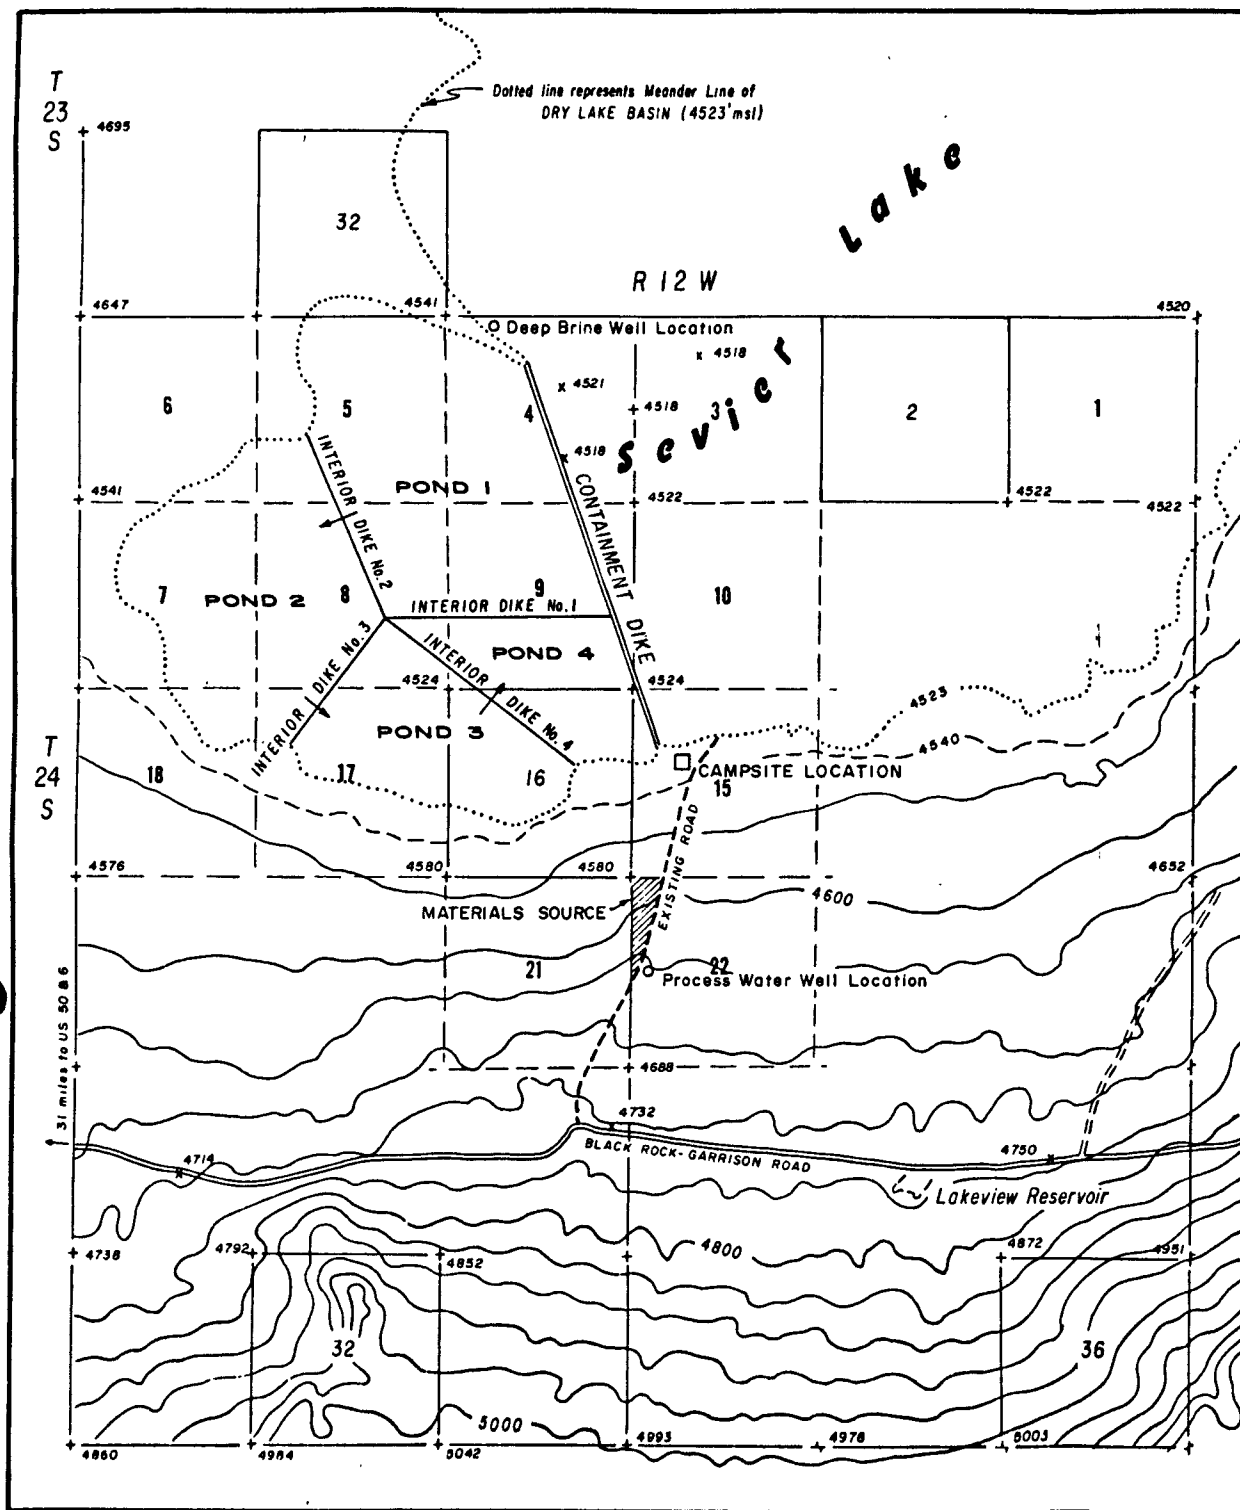 T
23
S
Dotted line represents Meander Line of
DRY LAKE BASIN (4523'msl)
4695
Lake
32
R 12 W
4647
4541
4520
Deep Brine Well Location
4518
4521
6
5
4
4518
3
2
1
Sevier
4518
INTERIOR DIKE No.2
POND 1
CONTAINMENT DIKE
4541
4522
4522
4522
7
POND 2
8
9
10
INTERIOR DIKE No.1
INTERIOR DIKE No.3
INTERIOR DIKE No.4
POND 4
4524
4524
4523
POND 3
4540
T
24
S
18
17
16
CAMPSITE LOCATION
15
EXISTING ROAD
4576
4580
4580
4652
4600
MATERIALS SOURCE
21
22
Process Water Well Location
31 miles to US 50 & 6
4688
4732
BLACK ROCK-GARRISON ROAD
4714
4750
Lakeview Reservoir
4738
4792
4852
4800
4872
4951
32
36
5000
4860
4984
5042
4993
4978
5003